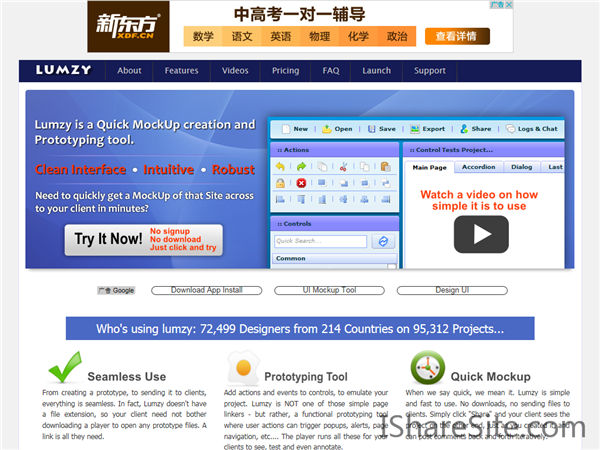 新东方
XDF.CN
中高考一对一辅导
数学 语文 英语 物理 化学 政治
查看详情
广告
LUMZY
About Features Videos Pricing FAQ Launch Support
Lumzy is a Quick MockUp creation and
Prototyping tool.
Clean Interface • Intuitive • Robust
Need to quickly get a MockUp of that Site across
to your client in minutes?
Try It Now!
No signup
No download
Just click and try
New Open Save Export Share Logs & Chat
:: Actions
:: Controls
Quick Search...
Common
:: Control Tests Project...
Main Page Accordion Dialog Last
Watch a video on how
simple it is to use
广告 Google
Download App Install
UI Mockup Tool
Design UI
Who's using lumzy: 72,499 Designers from 214 Countries on 95,312 Projects...
Seamless Use
From creating a prototype, to sending it to clients,
everything is seamless. In fact, Lumzy doesn't have
a file extension, so your client need not bother
downloading a player to open any prototype files. A
link is all they need.
Prototyping Tool
Add actions and events to controls, to emulate your
project. Lumzy is NOT one of those simple page
linkers - but rather, a functional prototyping tool
where user actions can trigger popups, alerts, page
navigation, etc.... The player runs all these for your
clients to see, test and even annotate.
Quick Mockup
When we say quick, we mean it. Lumzy is simple
and fast to use. No downloads, no sending files to
clients. Simply click "Share" and your client sees the
project on the other end, just as you created it, and
can post comments back and forth iteratively.
iShareSite.com